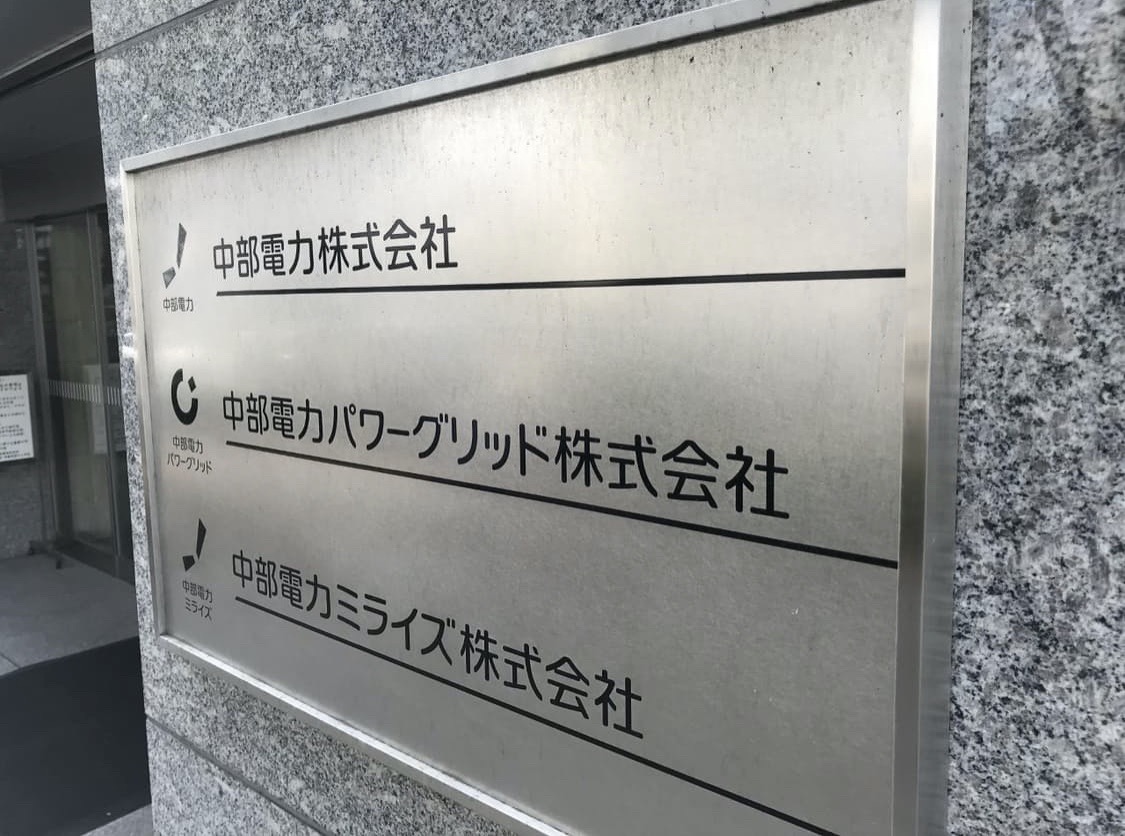 中部電力株式会社
中部電力
中部電力パワーグリッド株式会社
中部電力
パワーグリッド
中部電力ミライズ株式会社
中部電力
ミライズ